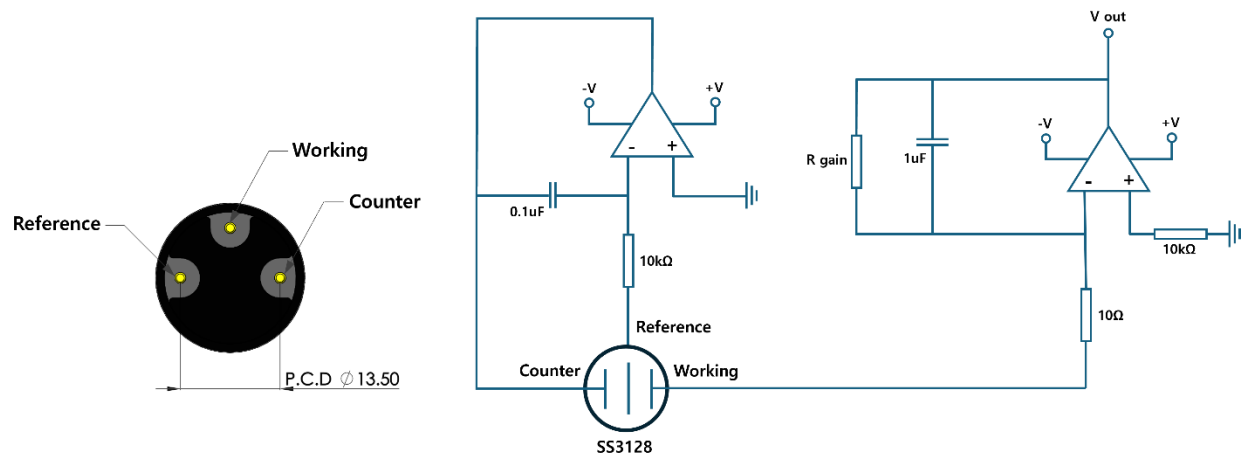 Working
Counter
Reference
P.C.D ∅ 13.50
-V
+V
-
+
0.1uF
10kΩ
Reference
Counter
Working
SS3128
V out
-V
+V
R gain
1uF
-
+
10kΩ
10Ω